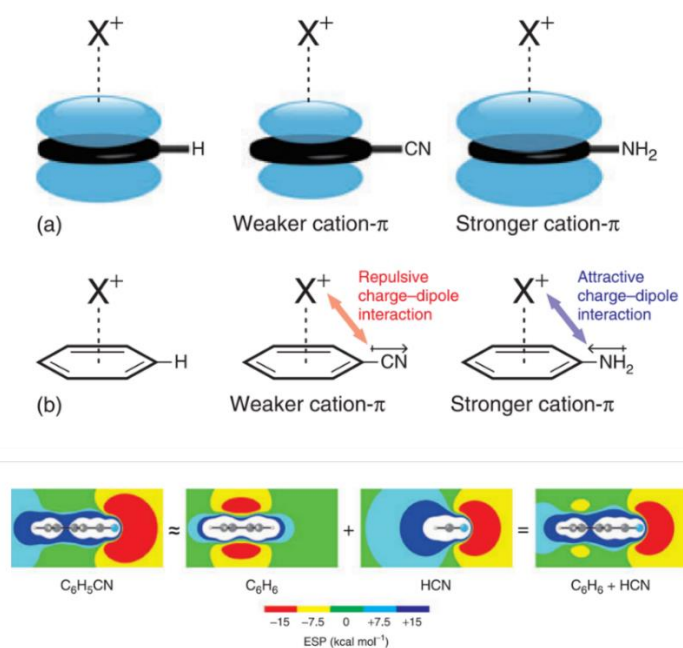 X⁺ X⁺ X⁺
H CN NH₂
(a) Weaker cation-π Stronger cation-π
Repulsive
charge–dipole
interaction
Attractive
charge–dipole
interaction
X⁺ X⁺ X⁺
H CN NH₂
(b) Weaker cation-π Stronger cation-π
≈ + =
C₆H₅CN C₆H₆ HCN C₆H₆ + HCN
−15 −7.5 0 +7.5 +15
ESP (kcal mol⁻¹)